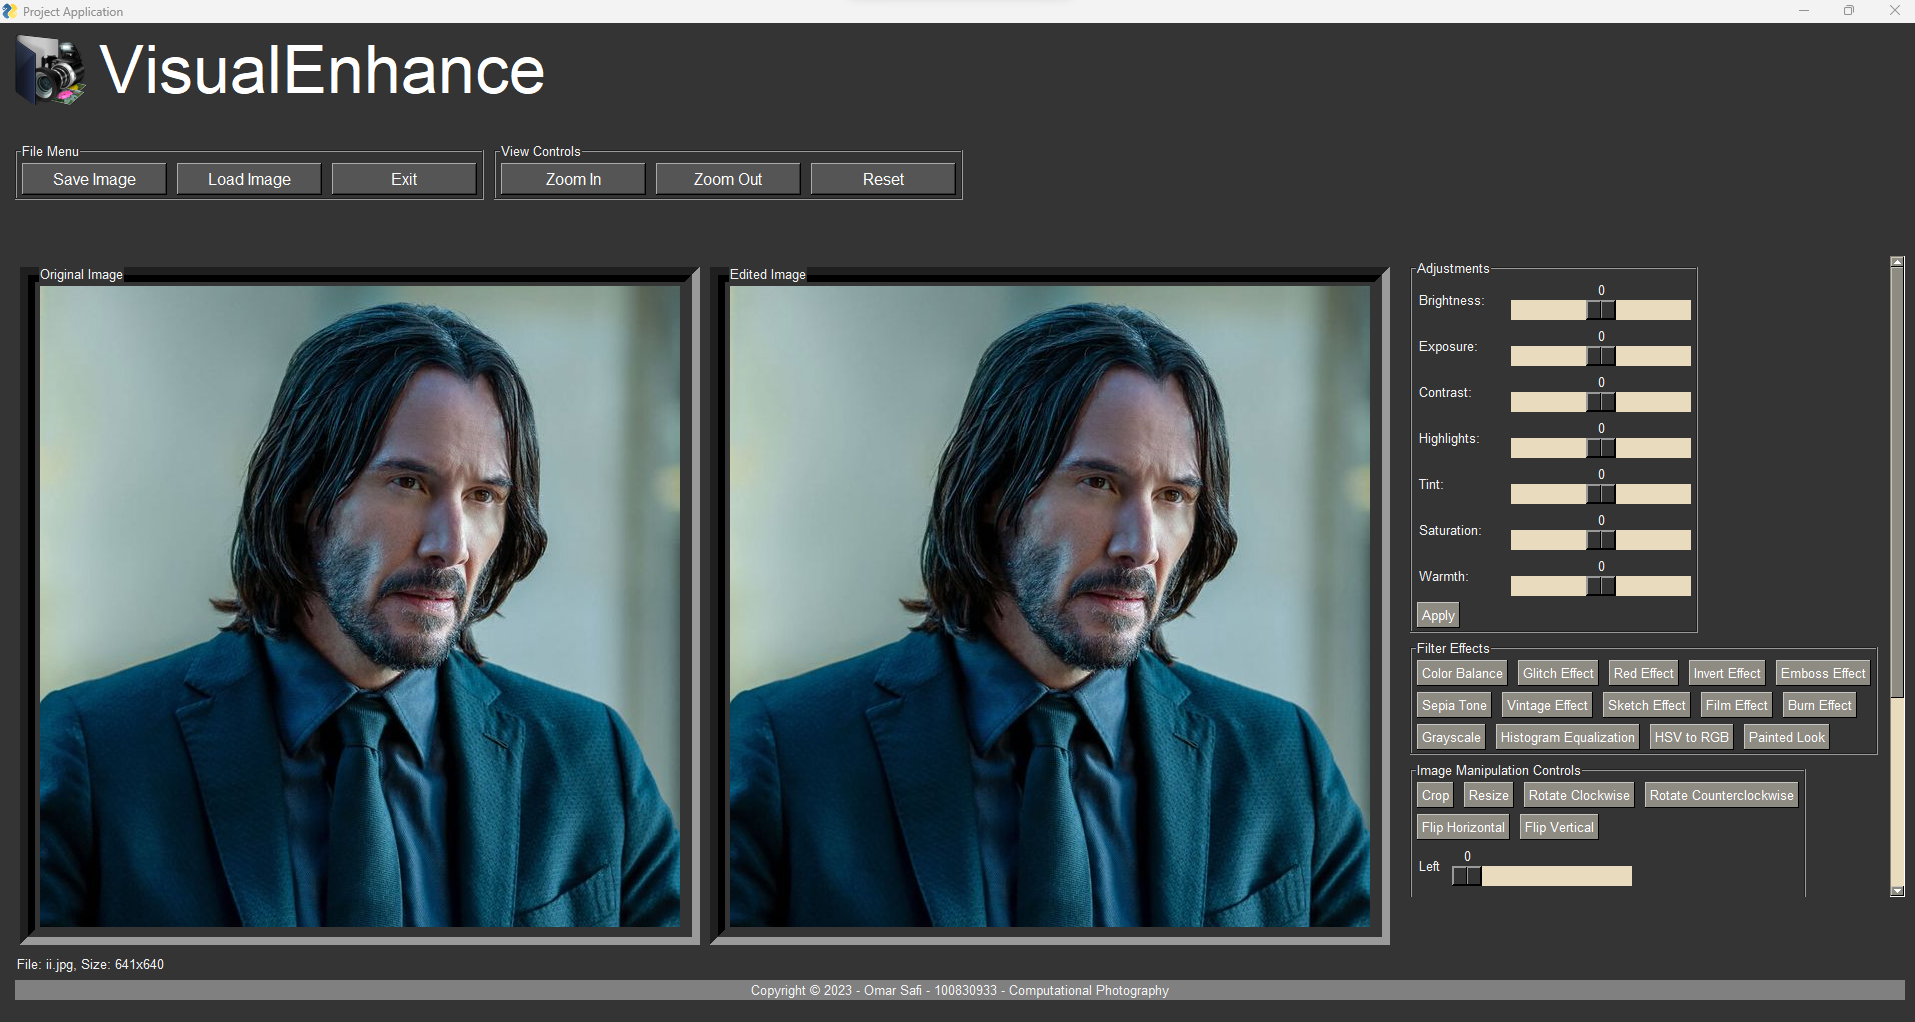 Project Application
VisualEnhance
File Menu
Save Image Load Image Exit
View Controls
Zoom In Zoom Out Reset
Original Image
Edited Image
Adjustments
0
Brightness:
0
Exposure:
0
Contrast:
0
Highlights:
0
Tint:
0
Saturation:
0
Warmth:
Apply
Filter Effects
Color Balance Glitch Effect Red Effect Invert Effect Emboss Effect
Sepia Tone Vintage Effect Sketch Effect Film Effect Burn Effect
Grayscale Histogram Equalization HSV to RGB Painted Look
Image Manipulation Controls
Crop Resize Rotate Clockwise Rotate Counterclockwise
Flip Horizontal Flip Vertical
0
Left
File: ii.jpg, Size: 641x640
Copyright © 2023 - Omar Safi - 100830933 - Computational Photography